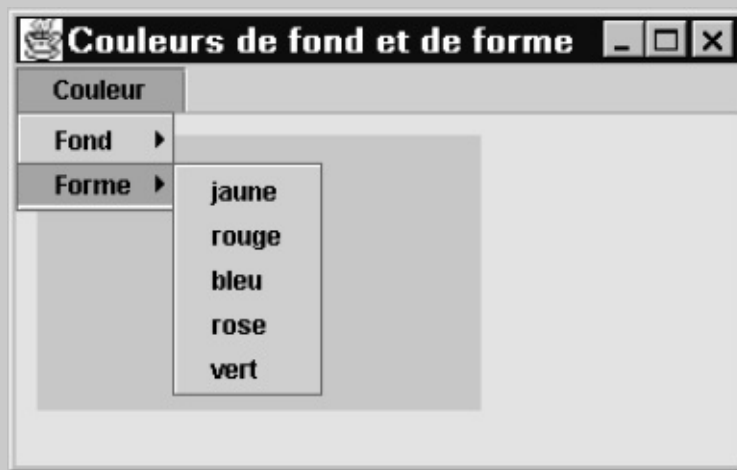 Couleurs de fond et de forme
Couleur
Fond
Forme
jaune
rouge
bleu
rose
vert